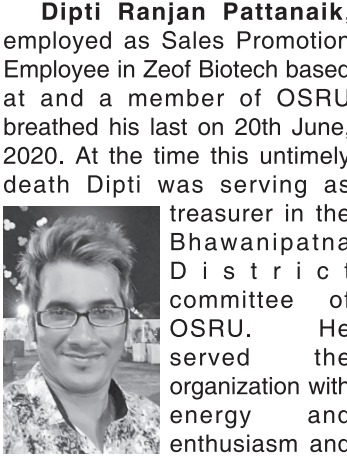 Dipti Ranjan Pattanaik,
employed as Sales Promotion
Employee in Zeof Biotech based
at and a member of OSRU
breathed his last on 20th June,
2020. At the time this untimely
death Dipti was serving as
treasurer in the
Bhawanipatna
District
committee of
OSRU. He
served the
organization with
energy and
enthusiasm and